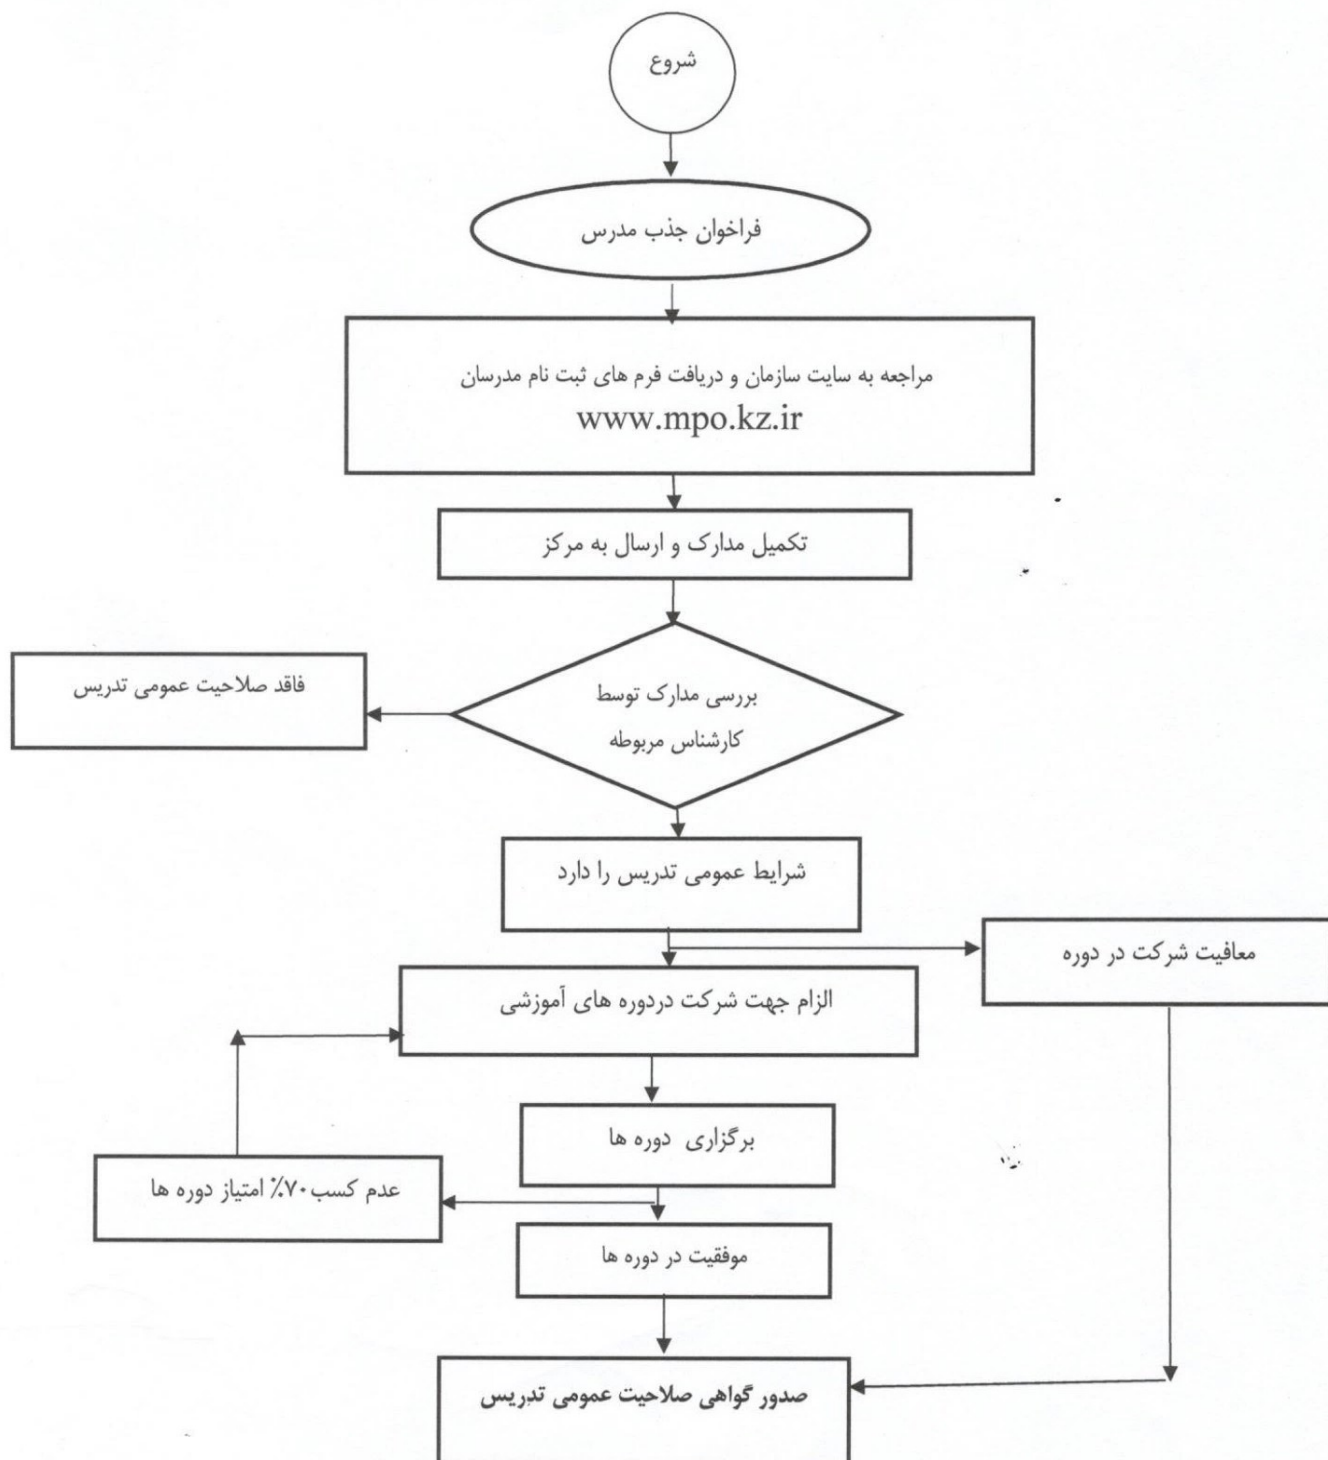 شروع
فراخوان جذب مدرس
مراجعه به سایت سازمان و دریافت فرم های ثبت نام مدرسان
www.mpo.kz.ir
تکمیل مدارک و ارسال به مرکز
بررسی مدارک توسط
کارشناس مربوطه
فاقد صلاحیت عمومی تدریس
شرایط عمومی تدریس را دارد
معافیت شرکت در دوره
الزام جهت شرکت دردوره های آموزشی
برگزاری دوره ها
عدم کسب۷۰٪ امتیاز دوره ها
موفقیت در دوره ها
صدور گواهی صلاحیت عمومی تدریس